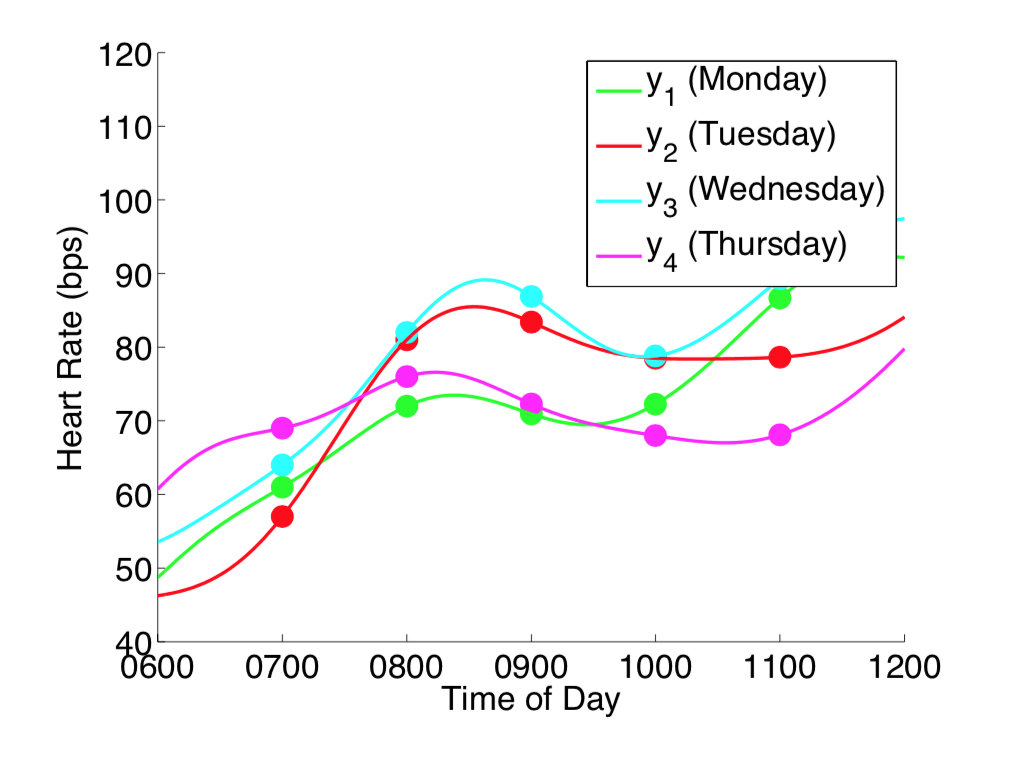 120
110
100
90
80
70
60
50
40
Heart Rate (bps)
0600 0700 0800 0900 1000 1100 1200
Time of Day
y1 (Monday)
y2 (Tuesday)
y3 (Wednesday)
y4 (Thursday)